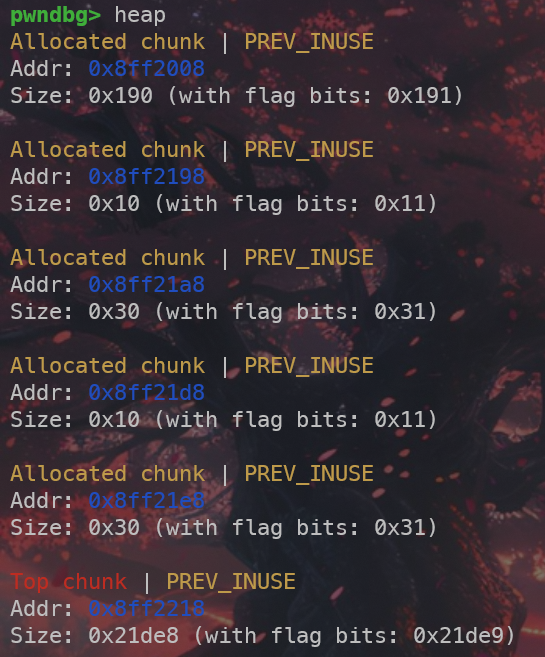 pwndbg> heap
Allocated chunk | PREV_INUSE
Addr: 0x8ff2008
Size: 0x190 (with flag bits: 0x191)
Allocated chunk | PREV_INUSE
Addr: 0x8ff2198
Size: 0x10 (with flag bits: 0x11)
Allocated chunk | PREV_INUSE
Addr: 0x8ff21a8
Size: 0x30 (with flag bits: 0x31)
Allocated chunk | PREV_INUSE
Addr: 0x8ff21d8
Size: 0x10 (with flag bits: 0x11)
Allocated chunk | PREV_INUSE
Addr: 0x8ff21e8
Size: 0x30 (with flag bits: 0x31)
Top chunk | PREV_INUSE
Addr: 0x8ff2218
Size: 0x21de8 (with flag bits: 0x21de9)